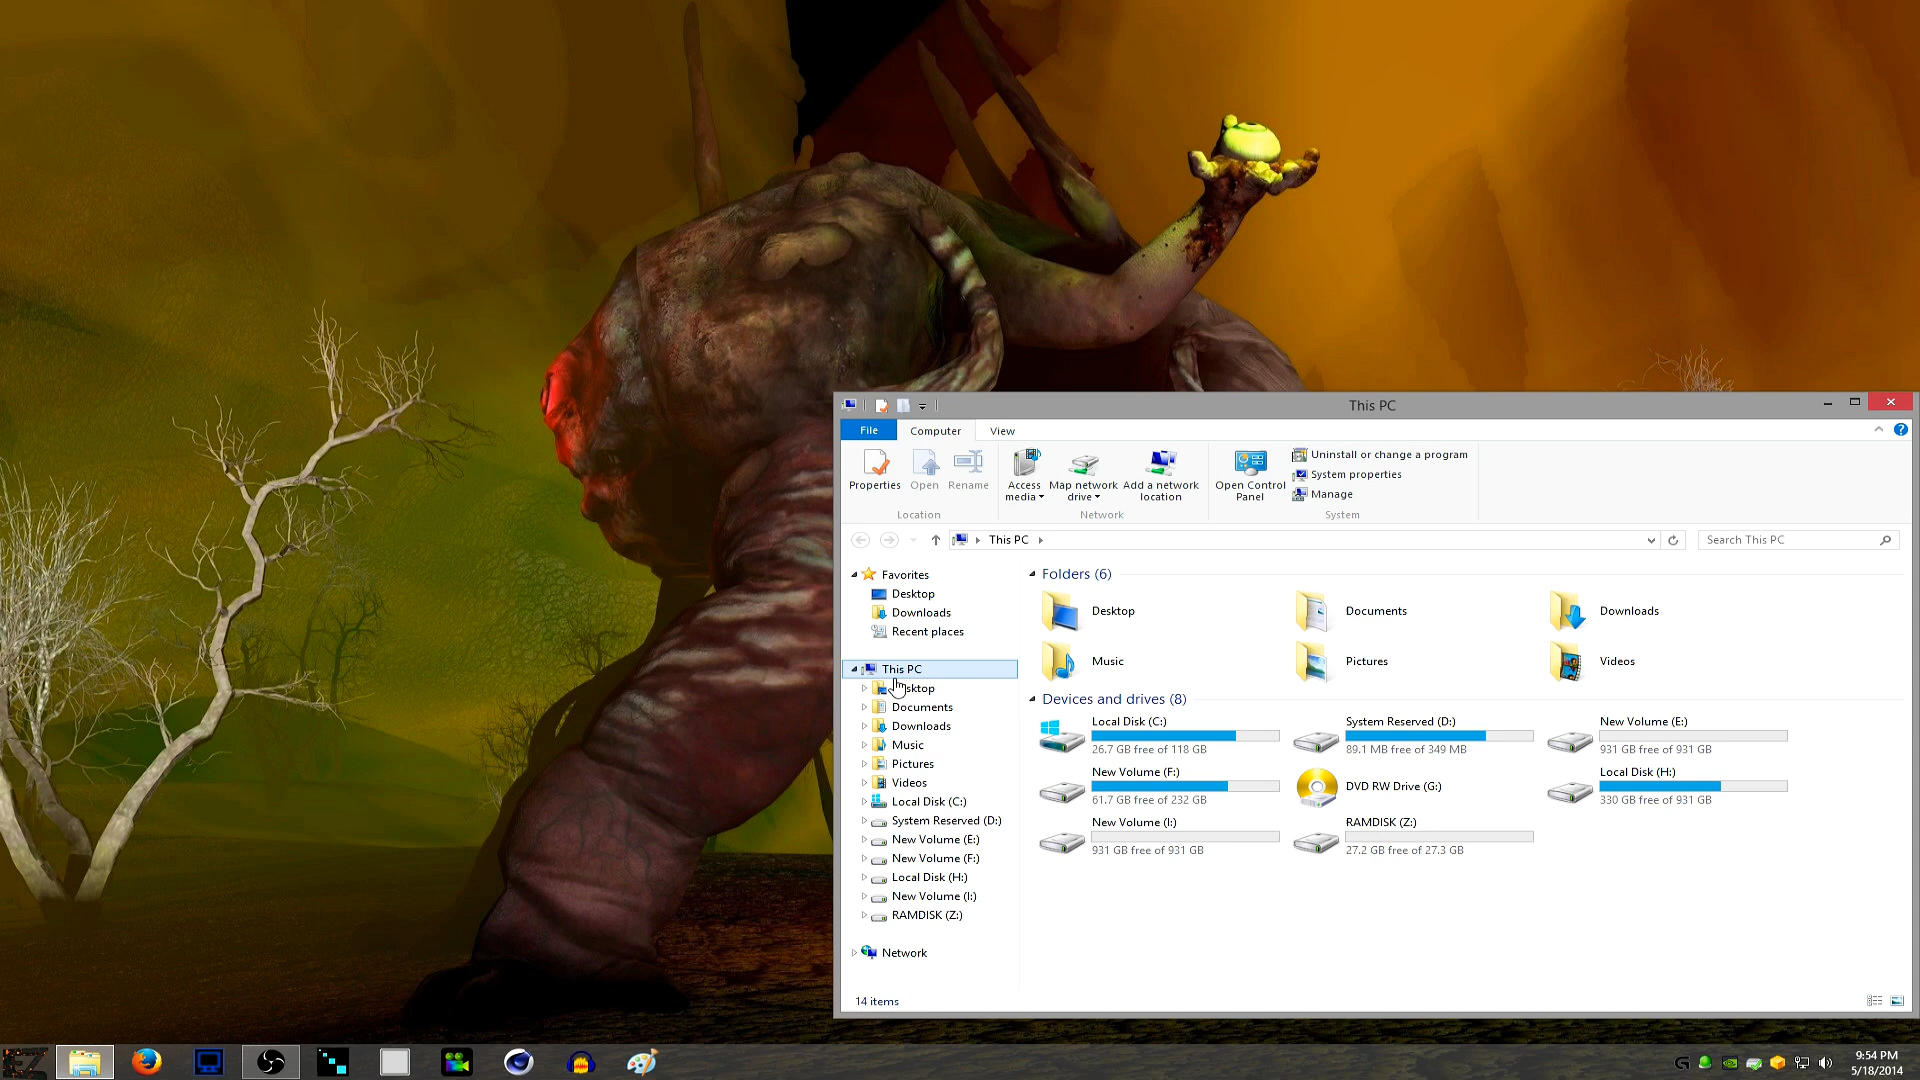 This PC
File Computer View
Properties Open Rename
Access media Map network drive Add a network location
Open Control Panel
Uninstall or change a program
System properties
Manage
Location Network System
This PC
Search This PC
Favorites
Desktop
Downloads
Recent places
This PC
sktop
Documents
Downloads
Music
Pictures
Videos
Local Disk (C:)
System Reserved (D:)
New Volume (E:)
New Volume (F:)
Local Disk (H:)
New Volume (I:)
RAMDISK (Z:)
Network
Folders (6)
Desktop Documents Downloads
Music Pictures Videos
Devices and drives (8)
Local Disk (C:) System Reserved (D:) New Volume (E:)
26.7 GB free of 118 GB 89.1 MB free of 349 MB 931 GB free of 931 GB
New Volume (F:) DVD RW Drive (G:) Local Disk (H:)
61.7 GB free of 232 GB 330 GB free of 931 GB
New Volume (I:) RAMDISK (Z:)
931 GB free of 931 GB 27.2 GB free of 27.3 GB
14 items
EZ
9:54 PM
5/18/2014